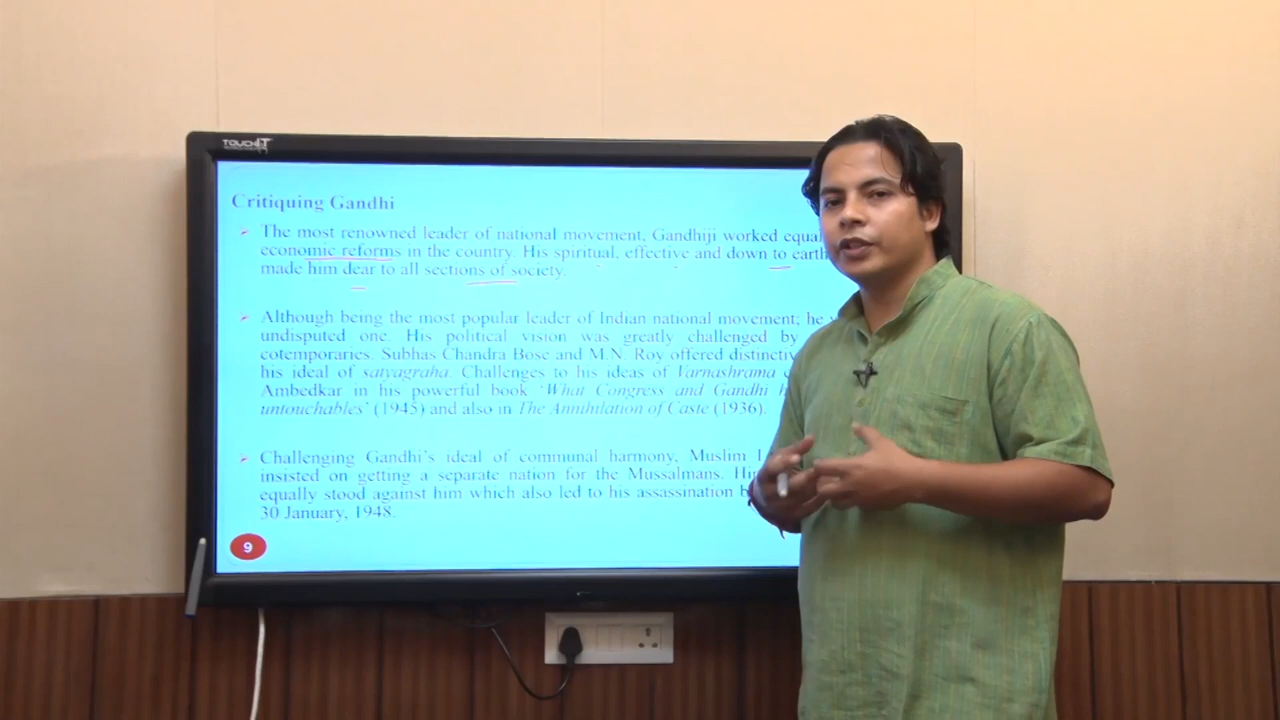 TOUCHIT
Critiquing Gandhi
The most renowned leader of national movement, Gandhiji worked equal
economic reforms in the country. His spiritual, effective and down to earth
made him dear to all sections of society.
Although being the most popular leader of Indian national movement, he
undisputed one. His political vision was greatly challenged by
cotemporaries. Subhas Chandra Bose and M.N. Roy offered distinctiv
his ideal of satyagraha. Challenges to his ideas of Varnashrama
Ambedkar in his powerful book ‘What Congress and Gandhi h
untouchables’ (1945) and also in The Annihilation of Caste (1936).
Challenging Gandhi’s ideal of communal harmony, Muslim
insisted on getting a separate nation for the Mussalmans. Hi
equally stood against him which also led to his assassination
30 January, 1948.
9